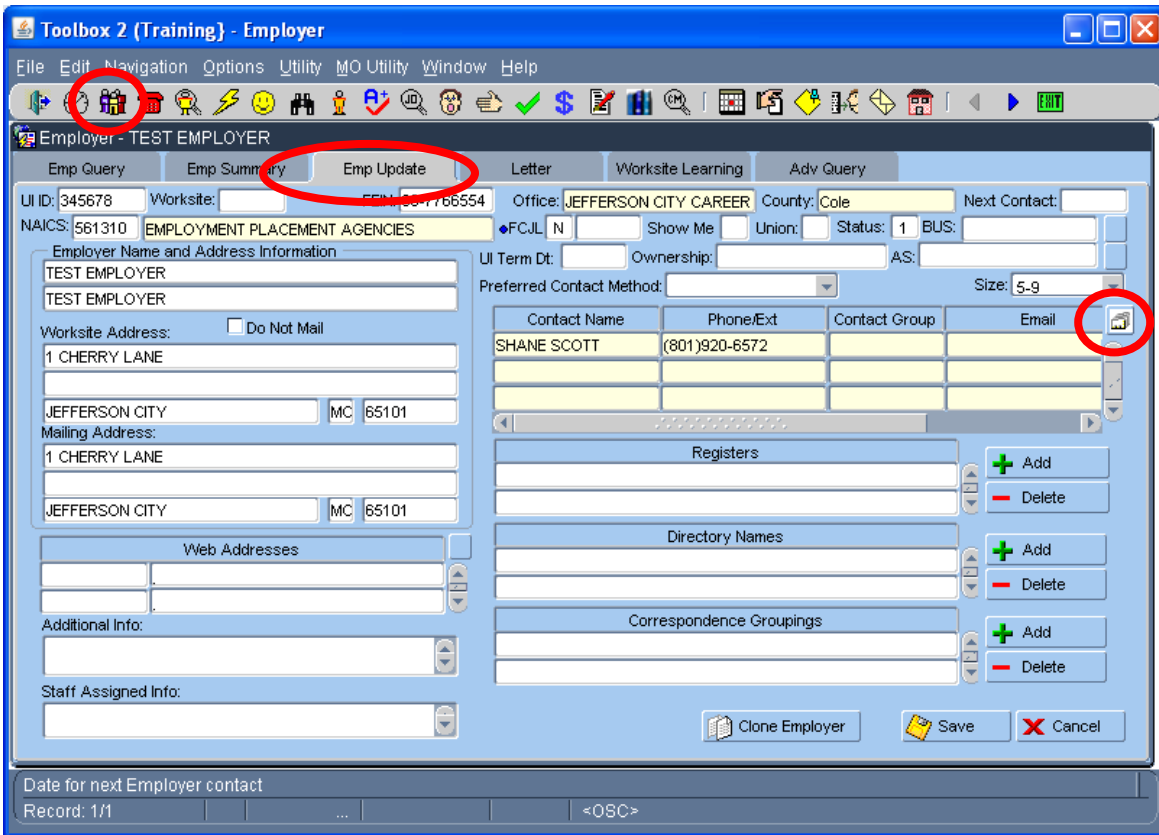 Toolbox 2 (Training} - Employer
File Edit Navigation Options Utility MO Utility Window Help
EXIT
Employer - TEST EMPLOYER
Emp Query Emp Summary Emp Update Letter Worksite Learning Adv Query
UI ID: 345678 Worksite: FEIN: Office: JEFFERSON CITY CAREER County: Cole Next Contact:
NAICS: 561310 EMPLOYMENT PLACEMENT AGENCIES FCJL N Show Me Union: Status: 1 BUS:
Employer Name and Address Information
UI Term Dt: Ownership: AS:
TEST EMPLOYER
TEST EMPLOYER
Preferred Contact Method: Size: 5-9
Worksite Address: Do Not Mail
1 CHERRY LANE
JEFFERSON CITY MC 65101
Mailing Address:
1 CHERRY LANE
JEFFERSON CITY MC 65101
Contact Name Phone/Ext Contact Group Email
SHANE SCOTT (801)920-6572
Registers
Add
Delete
Directory Names
Add
Delete
Correspondence Groupings
Add
Delete
Web Addresses
.
.
Additional Info:
Staff Assigned Info:
Clone Employer Save Cancel
Date for next Employer contact
Record: 1/1 ... <OSC>